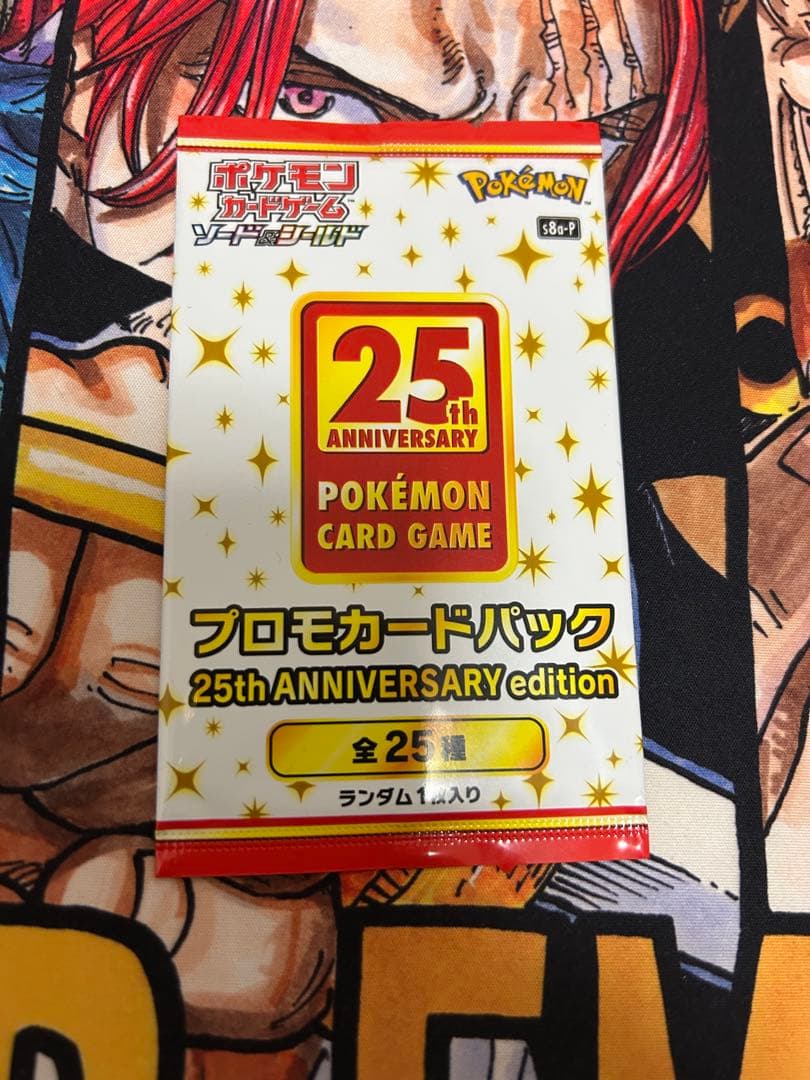 ポケモン
カードゲーム
ソード&シールド
Pokémon
s8a-P
25th
ANNIVERSARY
POKÉMON
CARD GAME
プロモカードパック
25th ANNIVERSARY edition
全25種
ランダム1枚入り